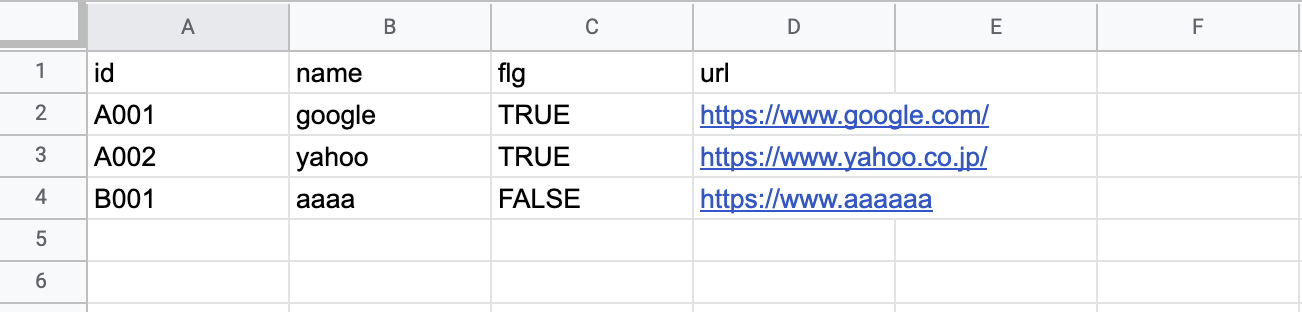 A B C D E F
1 id name flg url
2 A001 google TRUE https://www.google.com/
3 A002 yahoo TRUE https://www.yahoo.co.jp/
4 B001 aaaa FALSE https://www.aaaaaa
5
6